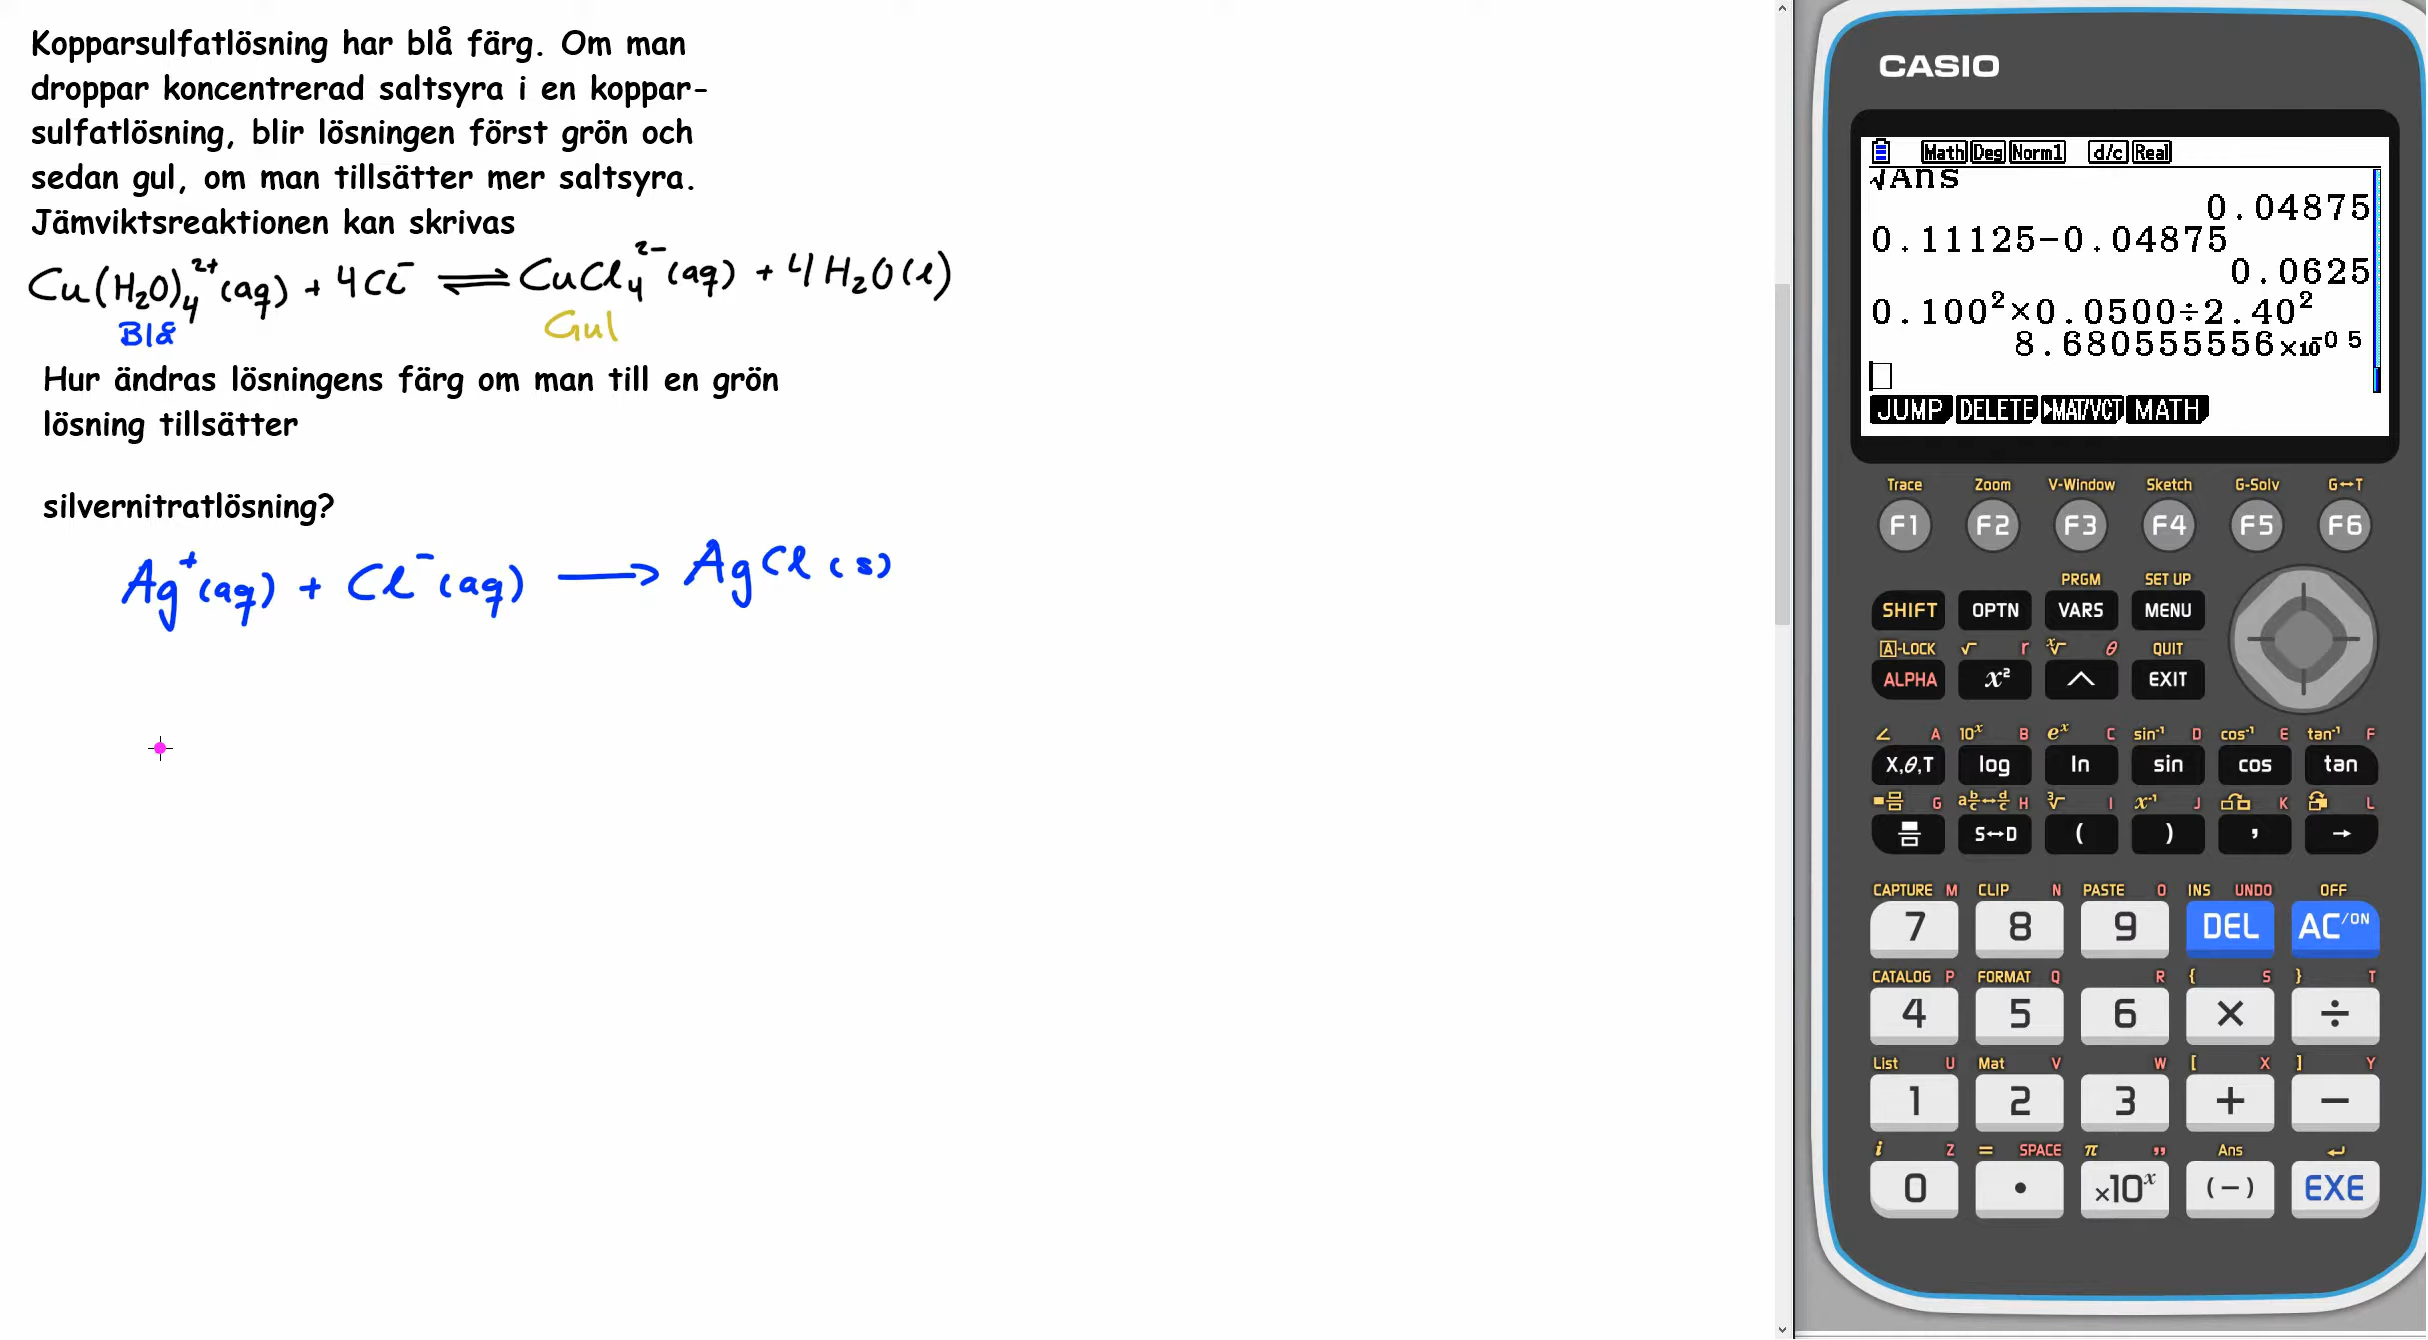 Kopparsulfatlösning har blå färg. Om man
droppar koncentrerad saltsyra i en koppar-
sulfatlösning, blir lösningen först grön och
sedan gul, om man tillsätter mer saltsyra.
Jämviktsreaktionen kan skrivas
Cu(H₂O)₄²⁺(aq) + 4Cl⁻ ⇌ CuCl₄²⁻(aq) + 4H₂O(l)
Blå Gul
Hur ändras lösningens färg om man till en grön
lösning tillsätter
silvernitratlösning?
Ag⁺(aq) + Cl⁻(aq) → AgCl(s)
CASIO
Math Deg Norm1 d/c Real
√Ans
0.04875
0.11125−0.04875
0.0625
0.100²×0.0500÷2.40²
8.680555556×10⁻⁰⁵
JUMP DELETE ▶MAT/VCT MATH
Trace Zoom V-Window Sketch G-Solv G↔T
F1 F2 F3 F4 F5 F6
PRGM SET UP
SHIFT OPTN VARS MENU
A-LOCK √ r ˣ√ θ QUIT
ALPHA x² ^ EXIT
∠ A 10ˣ B eˣ C sin⁻¹ D cos⁻¹ E tan⁻¹ F
X,θ,T log ln sin cos tan
G a b/c↔d/c H ³√ I x⁻¹ J K L
S↔D ( ) , →
CAPTURE M CLIP N PASTE O INS UNDO OFF
7 8 9 DEL AC/ON
CATALOG P FORMAT Q R { S } T
4 5 6 × ÷
List U Mat V W [ X ] Y
1 2 3 + −
i Z = SPACE π " Ans ↵
0 • ×10ˣ (−) EXE